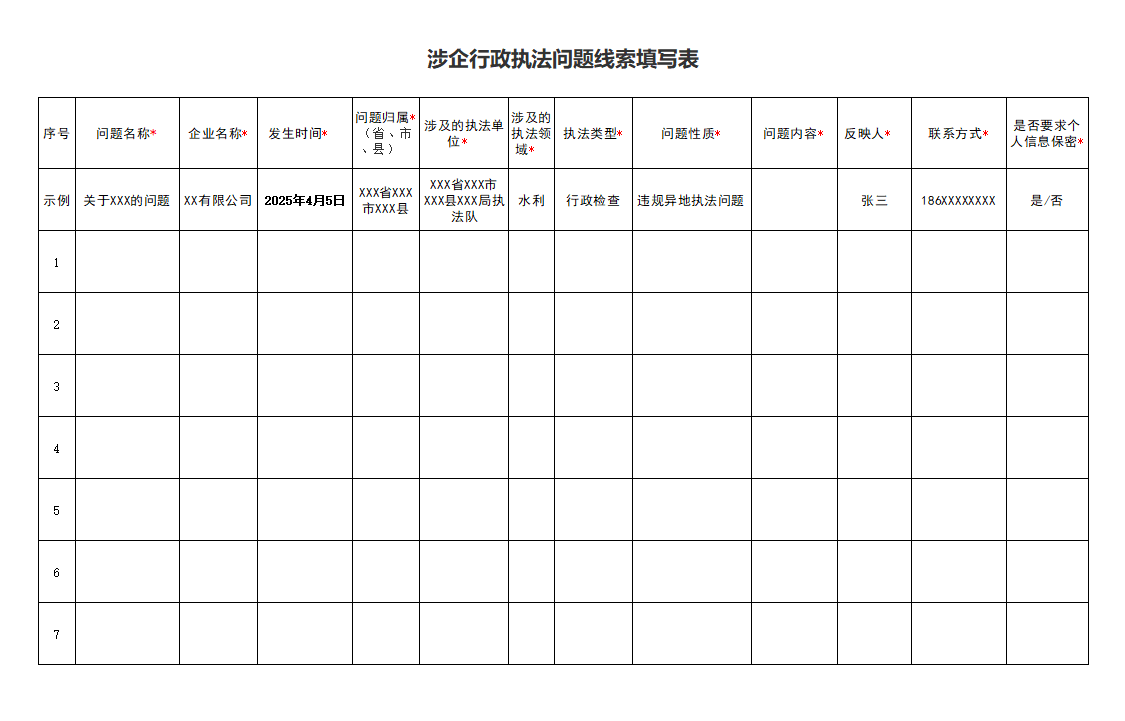 涉企行政执法问题线索填写表
序号 问题名称* 企业名称* 发生时间* 问题归属*（省、市、县） 涉及的执法单位* 涉及的执法领域* 执法类型* 问题性质* 问题内容* 反映人* 联系方式* 是否要求个人信息保密*
示例 关于XXX的问题 XX有限公司 2025年4月5日 XXX省XXX市XXX县 XXX省XXX市XXX县XXX局执法队 水利 行政检查 违规异地执法问题 张三 186XXXXXXXX 是/否
1
2
3
4
5
6
7